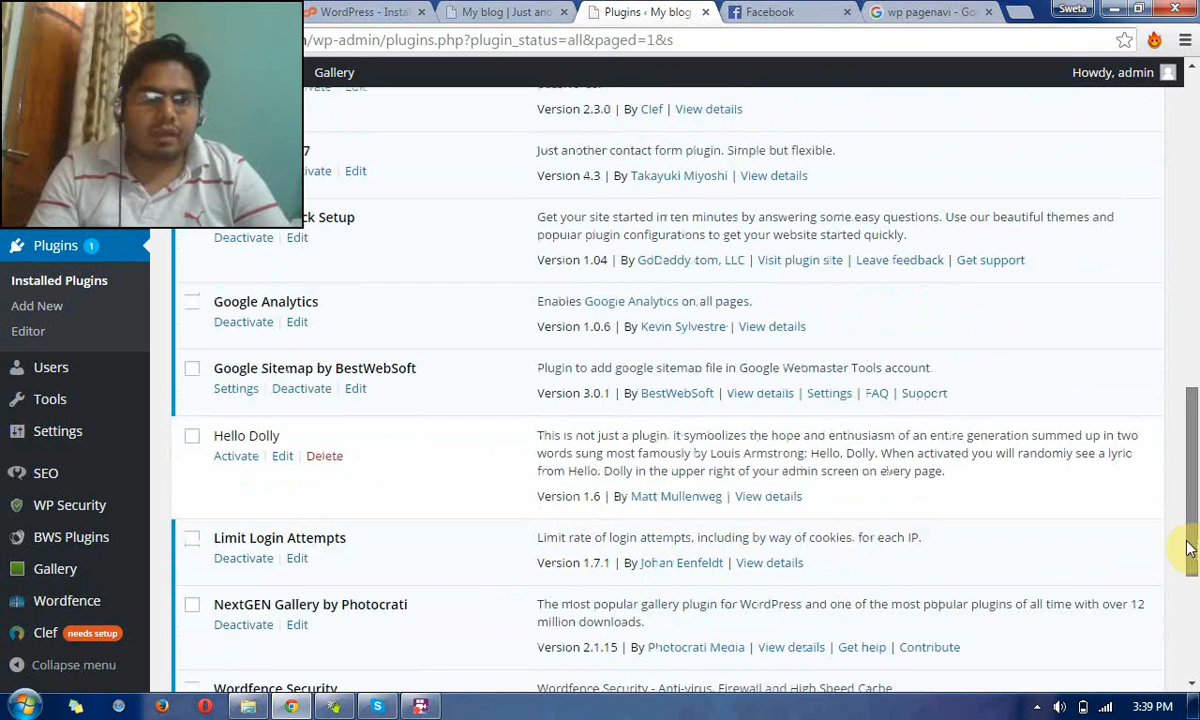 WordPress - Insta
My blog | Just an
Plugins ‹ My blog
Facebook
wp pagenavi - Go
Sweta
/wp-admin/plugins.php?plugin_status=all&paged=1&s
Gallery
Howdy, admin
Edit
Version 2.3.0 | By Clef | View details
7
Just another contact form plugin. Simple but flexible.
Edit
Version 4.3 | By Takayuki Miyoshi | View details
Setup
Get your site started in ten minutes by answering some easy questions. Use our beautiful themes and
Deactivate | Edit
popular plugin configurations to get your website started quickly.
Version 1.04 | By GoDaddy.com, LLC | Visit plugin site | Leave feedback | Get support
Plugins 1
Installed Plugins
Add New
Editor
Users
Tools
Settings
SEO
WP Security
BWS Plugins
Gallery
Wordfence
Clef needs setup
Collapse menu
Google Analytics
Enables Google Analytics on all pages.
Deactivate | Edit
Version 1.0.6 | By Kevin Sylvestre | View details
Google Sitemap by BestWebSoft
Plugin to add google sitemap file in Google Webmaster Tools account.
Settings | Deactivate | Edit
Version 3.0.1 | By BestWebSoft | View details | Settings | FAQ | Support
Hello Dolly
This is not just a plugin, it symbolizes the hope and enthusiasm of an entire generation summed up in two
Activate | Edit | Delete
words sung most famously by Louis Armstrong: Hello, Dolly. When activated you will randomly see a lyric
from Hello, Dolly in the upper right of your admin screen on every page.
Version 1.6 | By Matt Mullenweg | View details
Limit Login Attempts
Limit rate of login attempts, including by way of cookies, for each IP.
Deactivate | Edit
Version 1.7.1 | By Johan Eenfeldt | View details
NextGEN Gallery by Photocrati
The most popular gallery plugin for WordPress and one of the most popular plugins of all time with over 12
Deactivate | Edit
million downloads.
Version 2.1.15 | By Photocrati Media | View details | Get help | Contribute
Wordfence Security
Wordfence Security - Anti-virus, Firewall and High Speed Cache
3:39 PM